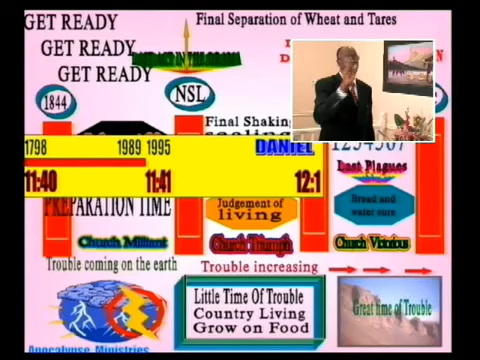 GET READY
GET READY
GET READY
Final Separation of Wheat and Tares
1844
NSL
Final Shaking
1798
1989
1995
DANIEL
11:40
11:41
12:1
Last Plagues
PREPARATION TIME
Judgement of
living
Bread and
water sure
Church Militant
Church Triumph
Church Victorious
Trouble coming on the earth
Trouble increasing
Little Time Of Trouble
Country Living
Grow on Food
Great time of Trouble
Apocalypse Ministries